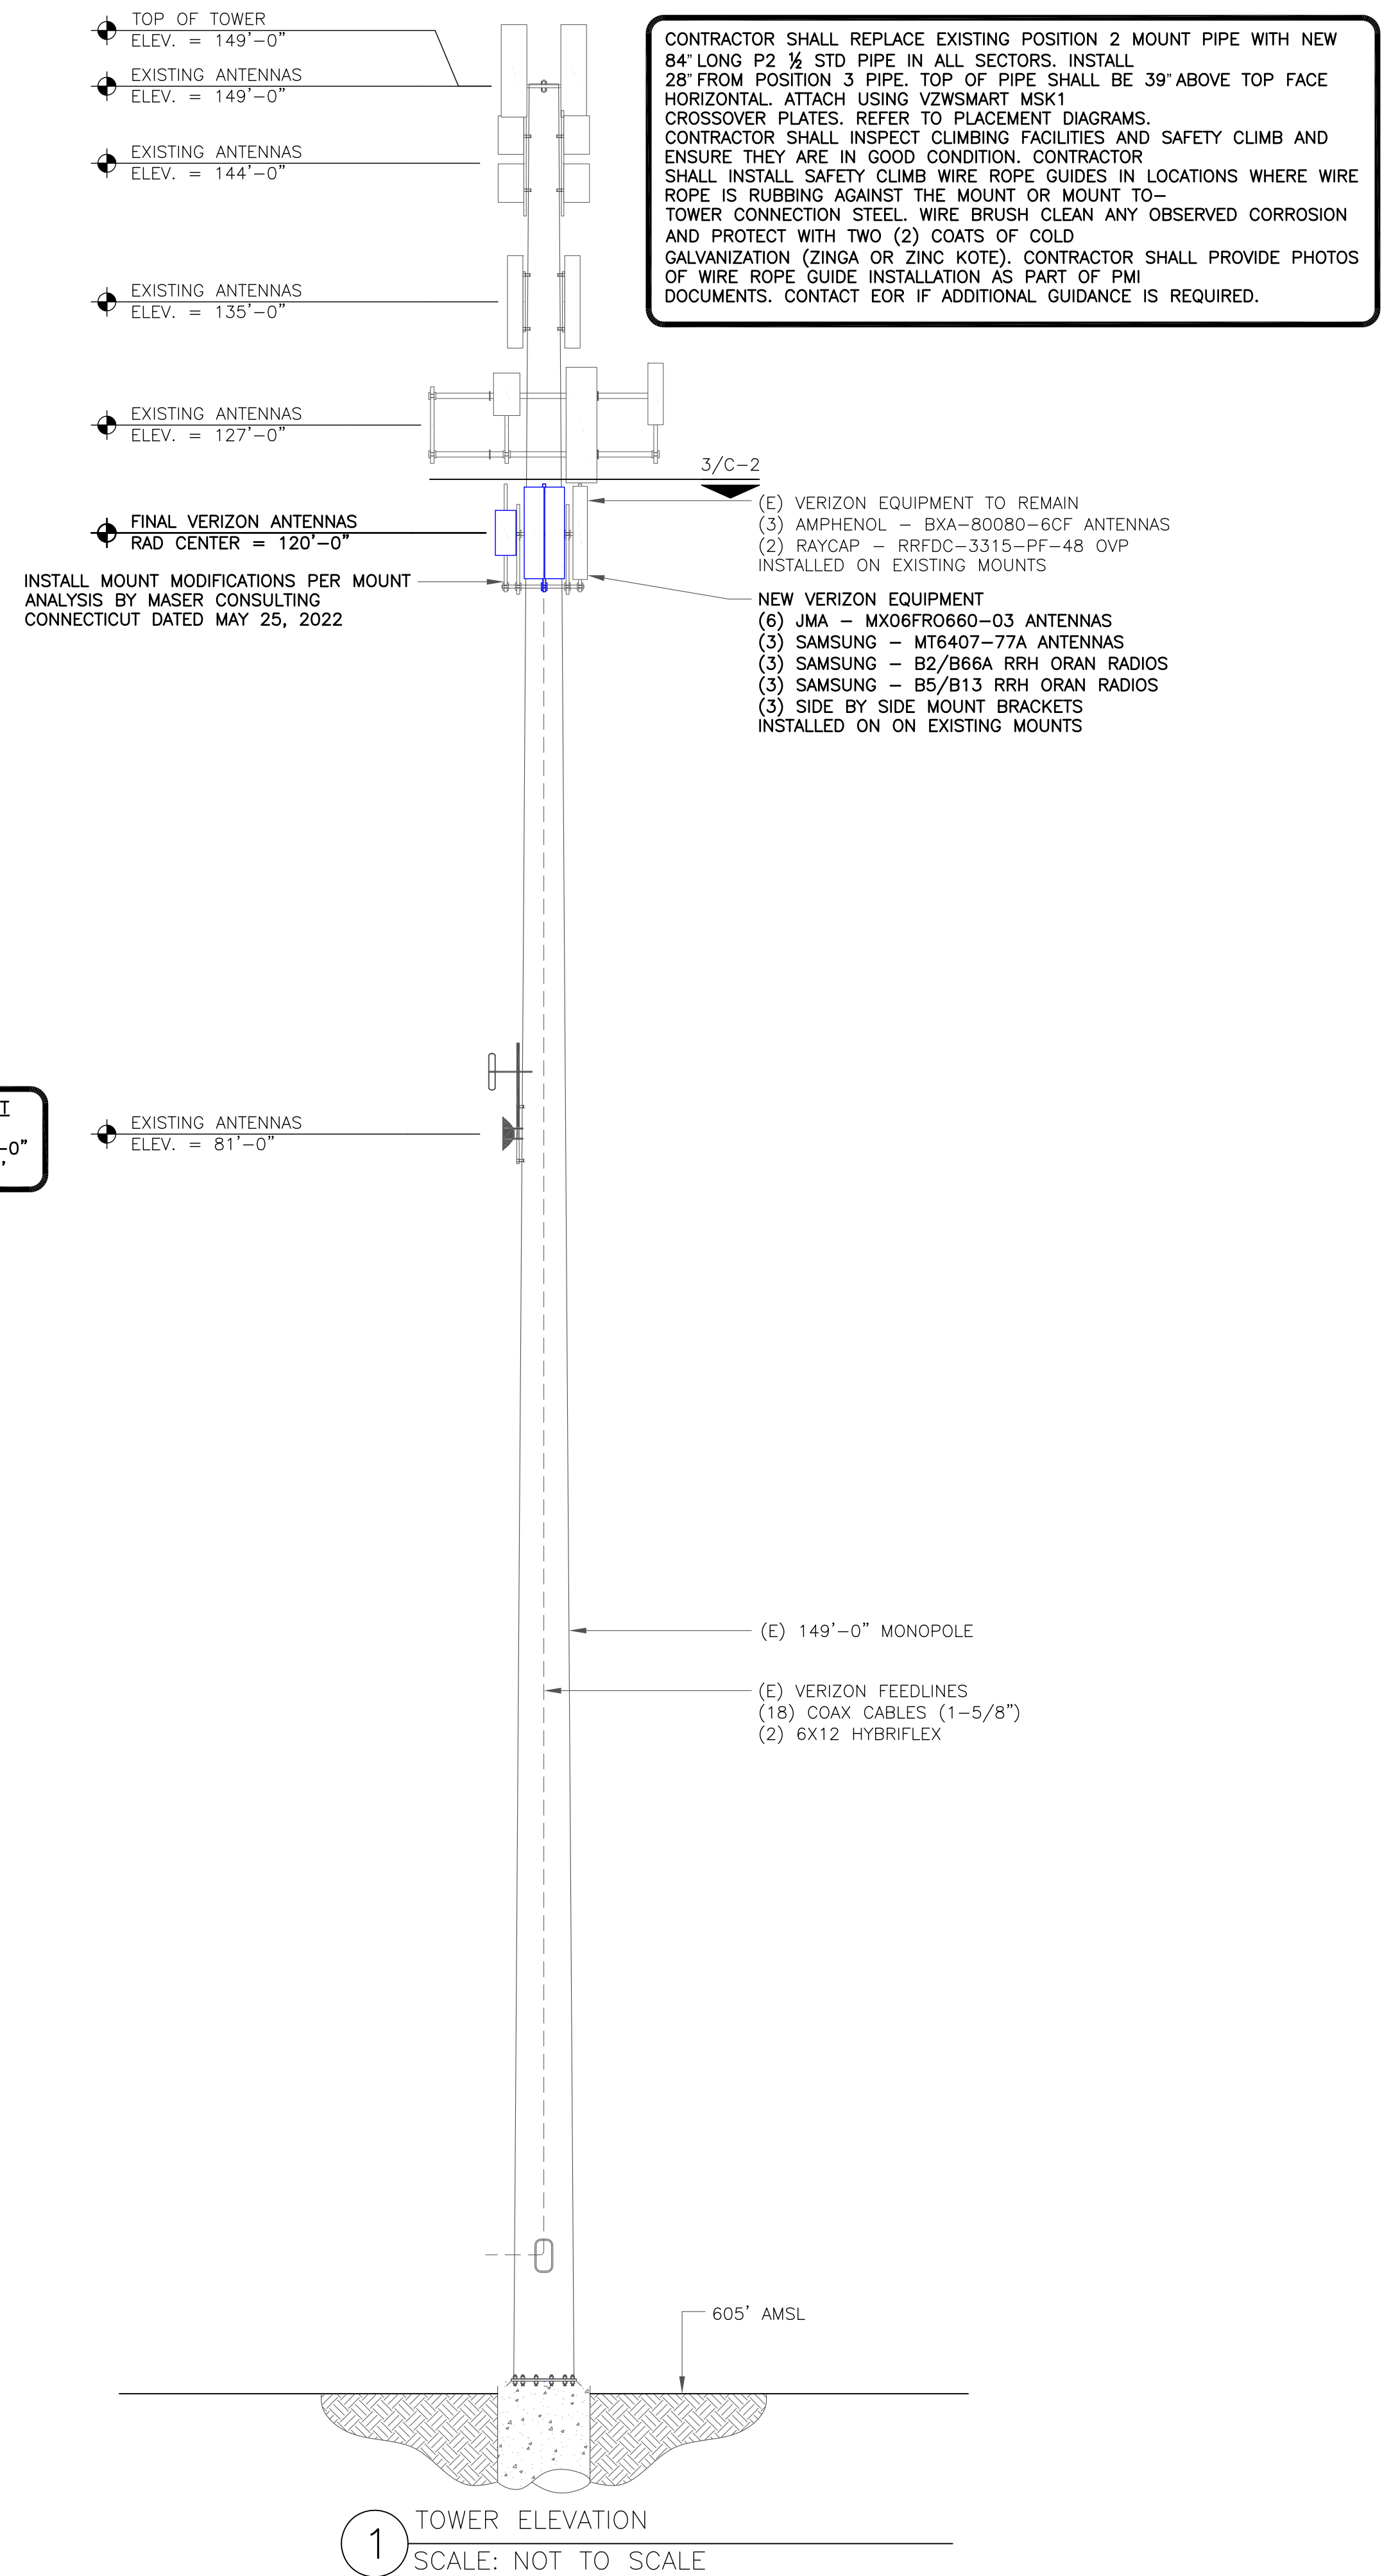 TOP OF TOWER
ELEV. = 149'-0"
EXISTING ANTENNAS
ELEV. = 149'-0"
EXISTING ANTENNAS
ELEV. = 144'-0"
EXISTING ANTENNAS
ELEV. = 135'-0"
EXISTING ANTENNAS
ELEV. = 127'-0"
FINAL VERIZON ANTENNAS
RAD CENTER = 120'-0"
INSTALL MOUNT MODIFICATIONS PER MOUNT
ANALYSIS BY MASER CONSULTING
CONNECTICUT DATED MAY 25, 2022
CONTRACTOR SHALL REPLACE EXISTING POSITION 2 MOUNT PIPE WITH NEW
84" LONG P2 ½ STD PIPE IN ALL SECTORS. INSTALL
28" FROM POSITION 3 PIPE. TOP OF PIPE SHALL BE 39" ABOVE TOP FACE
HORIZONTAL. ATTACH USING VZWSMART MSK1
CROSSOVER PLATES. REFER TO PLACEMENT DIAGRAMS.
CONTRACTOR SHALL INSPECT CLIMBING FACILITIES AND SAFETY CLIMB AND
ENSURE THEY ARE IN GOOD CONDITION. CONTRACTOR
SHALL INSTALL SAFETY CLIMB WIRE ROPE GUIDES IN LOCATIONS WHERE WIRE
ROPE IS RUBBING AGAINST THE MOUNT OR MOUNT TO-
TOWER CONNECTION STEEL. WIRE BRUSH CLEAN ANY OBSERVED CORROSION
AND PROTECT WITH TWO (2) COATS OF COLD
GALVANIZATION (ZINGA OR ZINC KOTE). CONTRACTOR SHALL PROVIDE PHOTOS
OF WIRE ROPE GUIDE INSTALLATION AS PART OF PMI
DOCUMENTS. CONTACT EOR IF ADDITIONAL GUIDANCE IS REQUIRED.
3/C-2
(E) VERIZON EQUIPMENT TO REMAIN
(3) AMPHENOL - BXA-80080-6CF ANTENNAS
(2) RAYCAP - RRFDC-3315-PF-48 OVP
INSTALLED ON EXISTING MOUNTS
NEW VERIZON EQUIPMENT
(6) JMA - MX06FRO660-03 ANTENNAS
(3) SAMSUNG - MT6407-77A ANTENNAS
(3) SAMSUNG - B2/B66A RRH ORAN RADIOS
(3) SAMSUNG - B5/B13 RRH ORAN RADIOS
(3) SIDE BY SIDE MOUNT BRACKETS
INSTALLED ON ON EXISTING MOUNTS
T
-0"
'
EXISTING ANTENNAS
ELEV. = 81'-0"
(E) 149'-0" MONOPOLE
(E) VERIZON FEEDLINES
(18) COAX CABLES (1-5/8")
(2) 6X12 HYBRIFLEX
605' AMSL
1
TOWER ELEVATION
SCALE: NOT TO SCALE